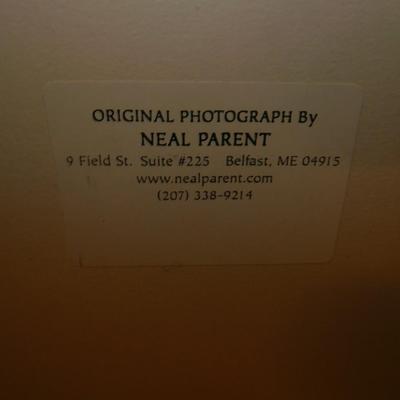 ORIGINAL PHOTOGRAPH By
NEAL PARENT
9 Field St. Suite #225 Belfast, ME 04915
www.nealparent.com
(207) 338-9214